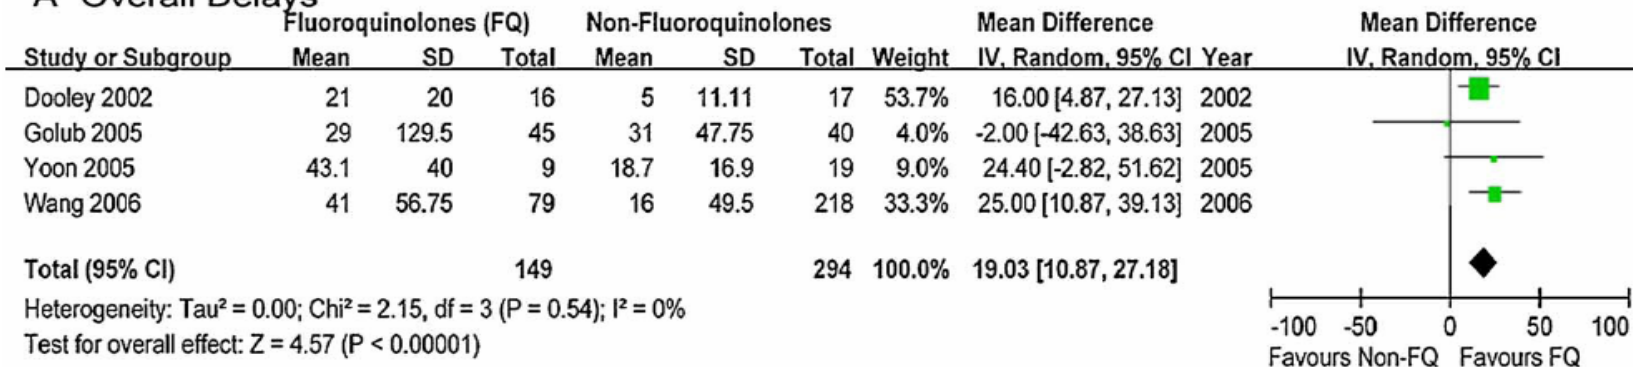 A Overall Delays
Fluoroquinolones (FQ) Non-Fluoroquinolones Mean Difference Mean Difference
Study or Subgroup Mean SD Total Mean SD Total Weight IV, Random, 95% CI Year IV, Random, 95% CI
Dooley 2002 21 20 16 5 11.11 17 53.7% 16.00 [4.87, 27.13] 2002
Golub 2005 29 129.5 45 31 47.75 40 4.0% -2.00 [-42.63, 38.63] 2005
Yoon 2005 43.1 40 9 18.7 16.9 19 9.0% 24.40 [-2.82, 51.62] 2005
Wang 2006 41 56.75 79 16 49.5 218 33.3% 25.00 [10.87, 39.13] 2006
Total (95% CI) 149 294 100.0% 19.03 [10.87, 27.18]
Heterogeneity: Tau² = 0.00; Chi² = 2.15, df = 3 (P = 0.54); I² = 0%
Test for overall effect: Z = 4.57 (P < 0.00001)
-100 -50 0 50 100
Favours Non-FQ Favours FQ